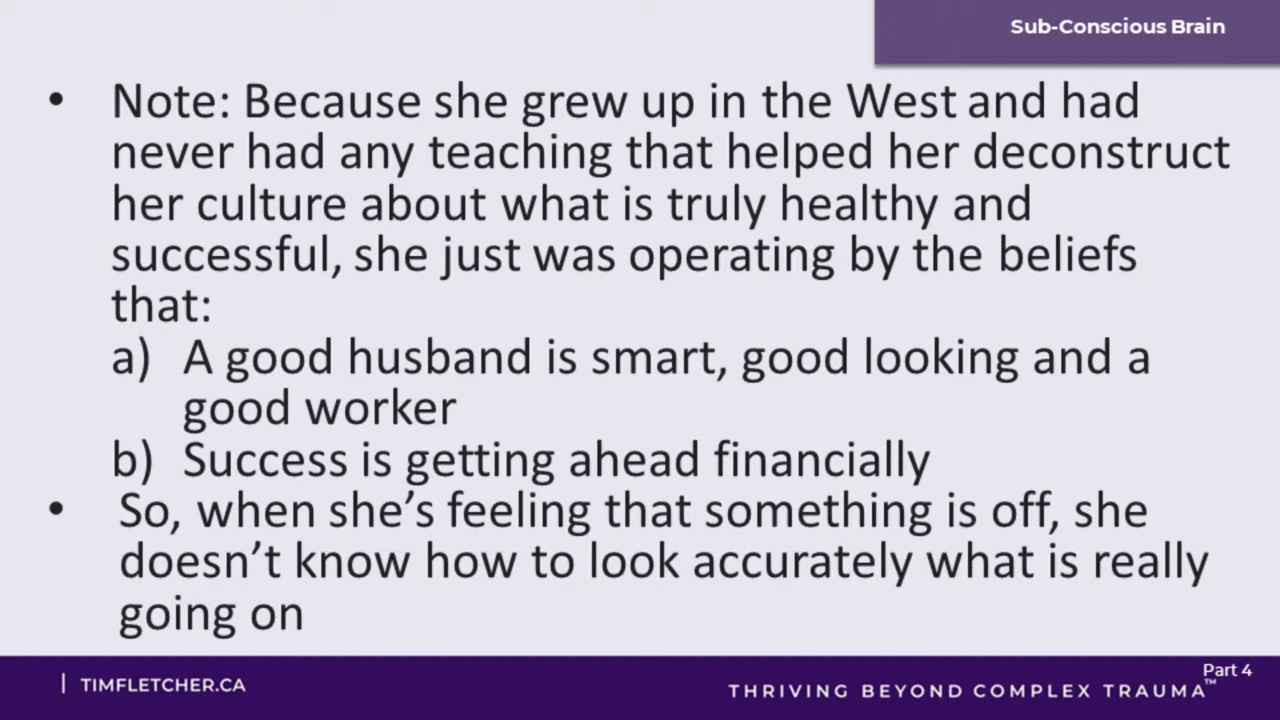 Sub-Conscious Brain
• Note: Because she grew up in the West and had
never had any teaching that helped her deconstruct
her culture about what is truly healthy and
successful, she just was operating by the beliefs
that:
a) A good husband is smart, good looking and a
good worker
b) Success is getting ahead financially
• So, when she’s feeling that something is off, she
doesn’t know how to look accurately what is really
going on
Part 4
| TIMFLETCHER.CA
THRIVING BEYOND COMPLEX TRAUMA™